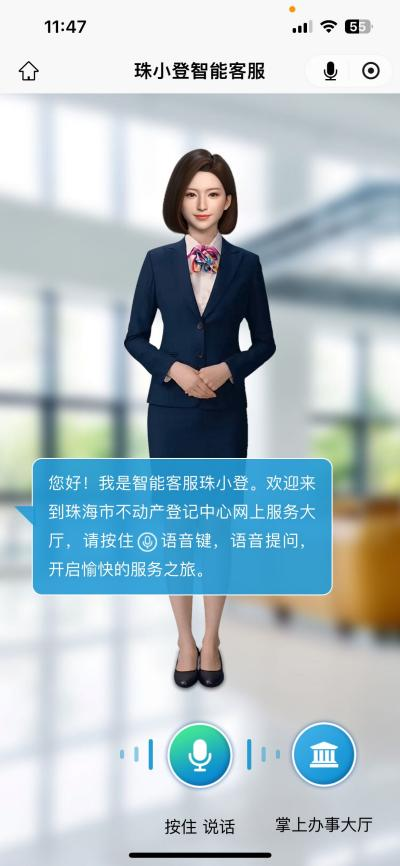 11:47
55
珠小登智能客服
您好！我是智能客服珠小登。欢迎来
到珠海市不动产登记中心网上服务大
厅，请按住语音键，语音提问，
开启愉快的服务之旅。
按住 说话
掌上办事大厅